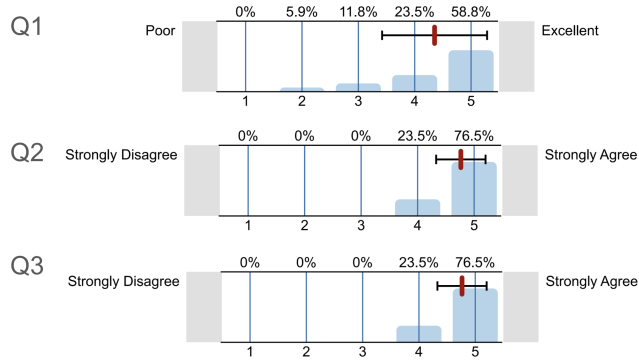 Q1
0% 5.9% 11.8% 23.5% 58.8%
Poor Excellent
1 2 3 4 5
Q2
0% 0% 0% 23.5% 76.5%
Strongly Disagree Strongly Agree
1 2 3 4 5
Q3
0% 0% 0% 23.5% 76.5%
Strongly Disagree Strongly Agree
1 2 3 4 5